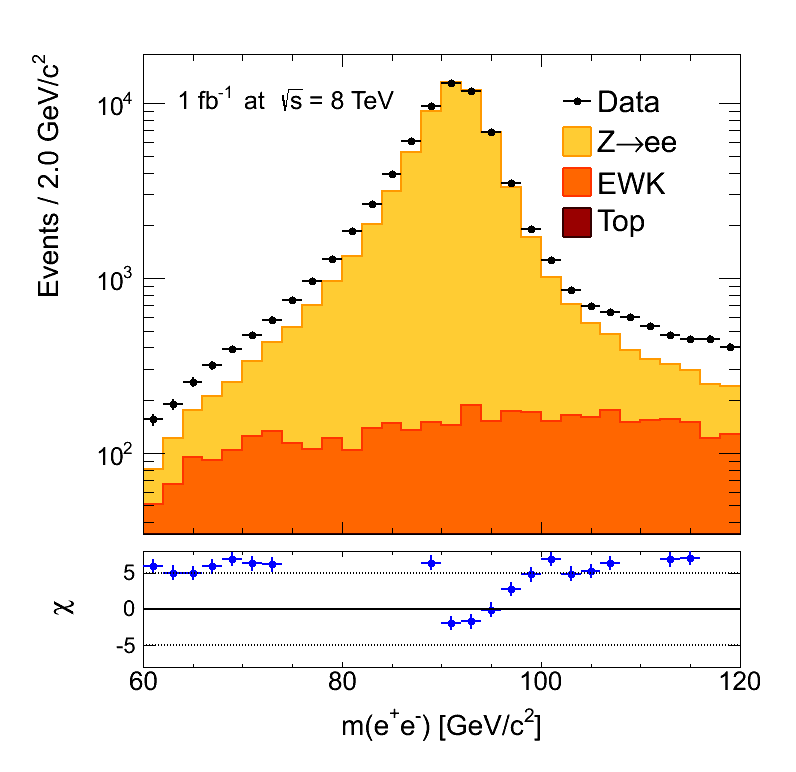 Events / 2.0 GeV/c²
10⁴
10³
10²
1 fb⁻¹ at √s = 8 TeV
Data
Z→ee
EWK
Top
χ
5
0
-5
60 80 100 120
m(e⁺e⁻) [GeV/c²]